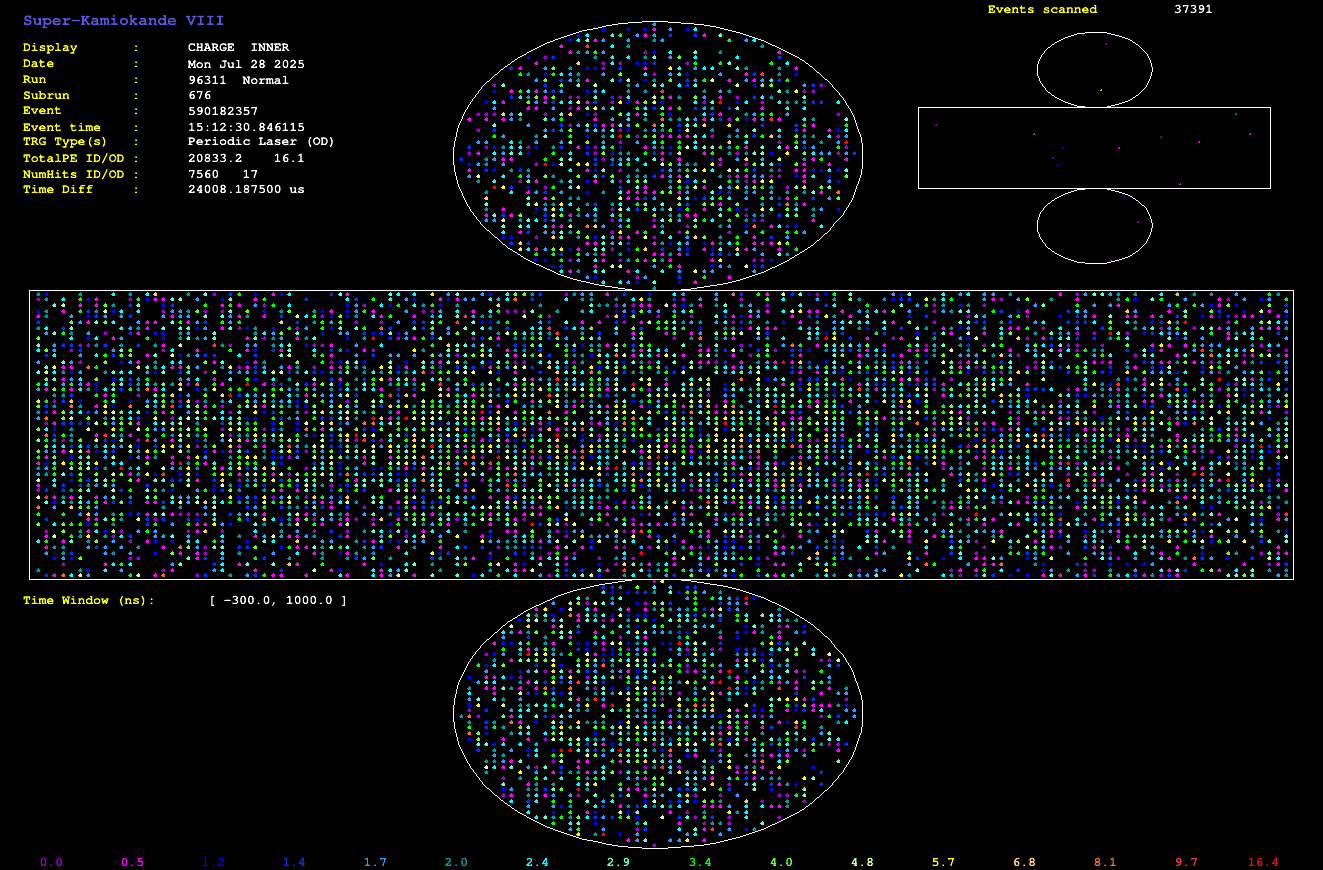 Super-Kamiokande VIII
Events scanned 37391
Display : CHARGE INNER
Date : Mon Jul 28 2025
Run : 96311 Normal
Subrun : 676
Event : 590182357
Event time : 15:12:30.846115
TRG Type(s) : Periodic Laser (OD)
TotalPE ID/OD : 20833.2 16.1
NumHits ID/OD : 7560 17
Time Diff : 24008.187500 us
Time Window (ns): [ -300.0, 1000.0 ]
0.0 0.5 1.2 1.4 1.7 2.0 2.4 2.9 3.4 4.0 4.8 5.7 6.8 8.1 9.7 16.4